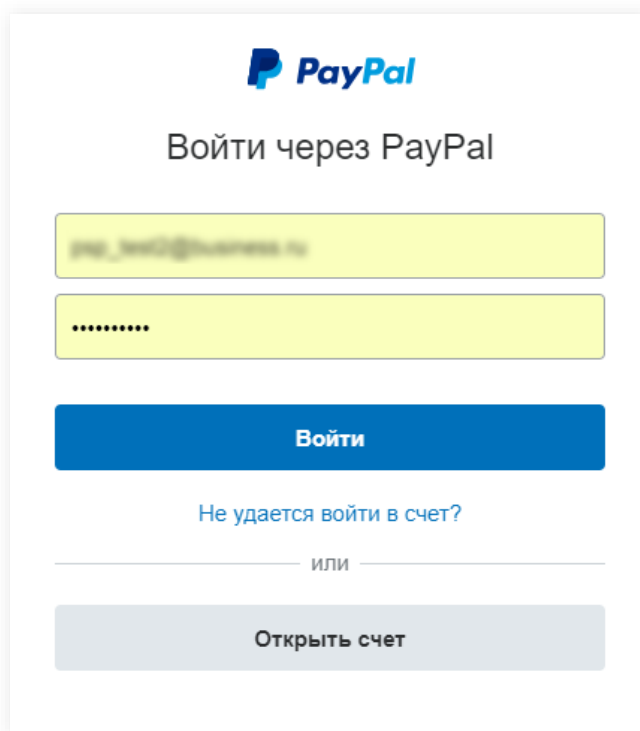 PayPal
Войти через PayPal
••••••••••
Войти
Не удается войти в счет?
или
Открыть счет